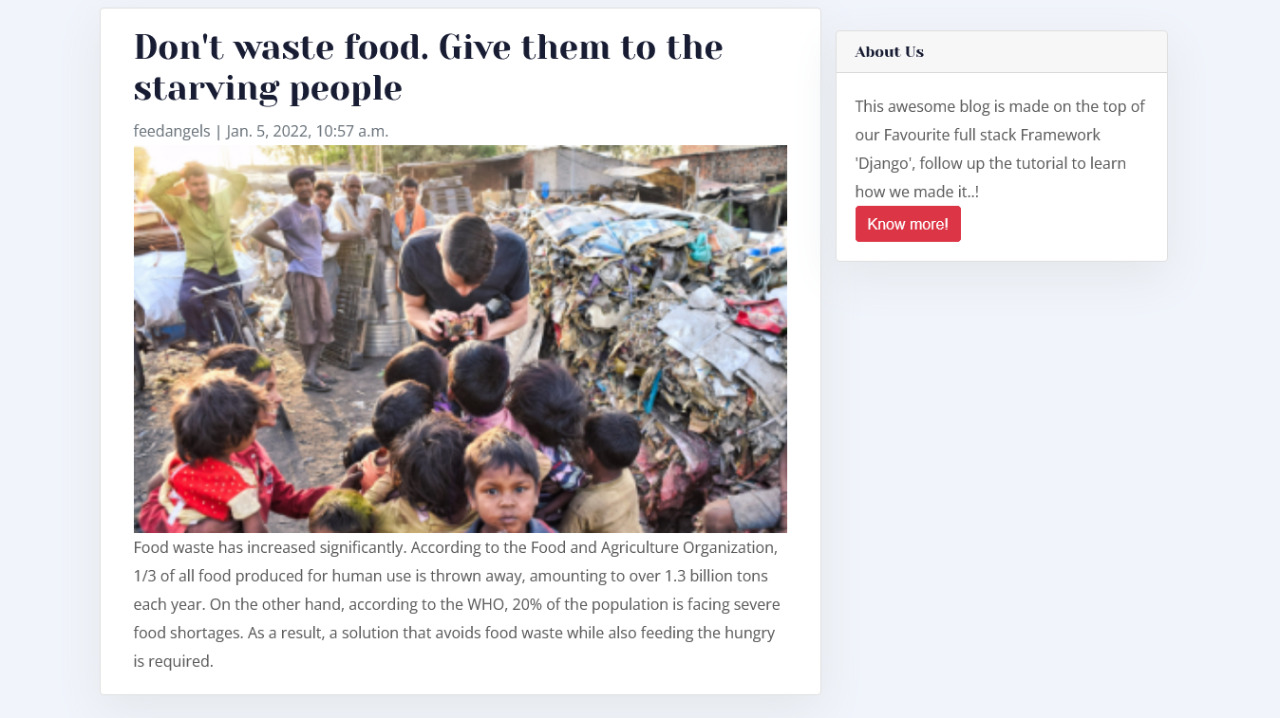 Don't waste food. Give them to the
starving people
feedangels | Jan. 5, 2022, 10:57 a.m.
Food waste has increased significantly. According to the Food and Agriculture Organization,
1/3 of all food produced for human use is thrown away, amounting to over 1.3 billion tons
each year. On the other hand, according to the WHO, 20% of the population is facing severe
food shortages. As a result, a solution that avoids food waste while also feeding the hungry
is required.
About Us
This awesome blog is made on the top of
our Favourite full stack Framework
'Django', follow up the tutorial to learn
how we made it..!
Know more!